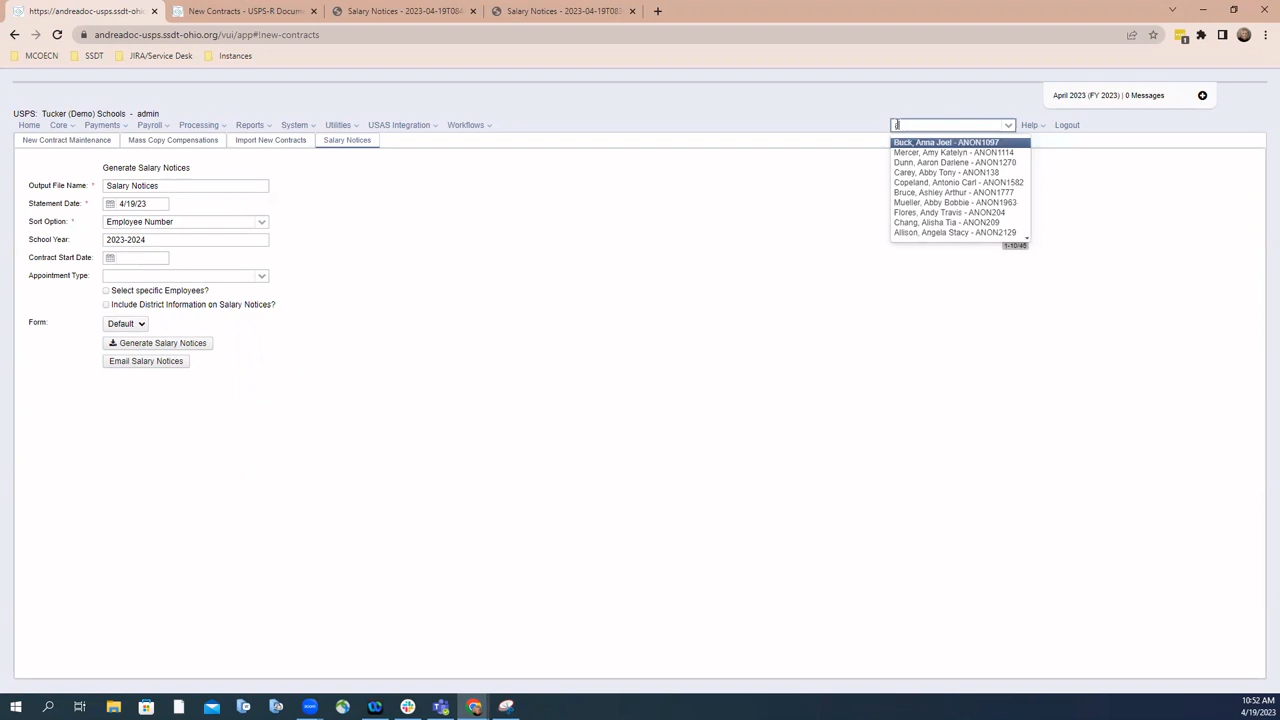 https://andreadoc-usps.ssdt-ohio.
New Contracts - USPS-R Docum
Salary Notices - 2023-04-19T084
Salary Notices - 2023-04-19T083
andreadoc-usps.ssdt-ohio.org/vui/app#!new-contracts
MCOECN
SSDT
JIRA/Service Desk
Instances
April 2023 (FY 2023) | 0 Messages
USPS: Tucker (Demo) Schools - admin
Home Core Payments Payroll Processing Reports System Utilities USAS Integration Workflows
Help Logout
New Contract Maintenance Mass Copy Compensations Import New Contracts Salary Notices
Buck, Anna Joel - ANON1097
Mercer, Amy Katelyn - ANON1114
Dunn, Aaron Darlene - ANON1270
Carey, Abby Tony - ANON138
Copeland, Antonio Carl - ANON1582
Bruce, Ashley Arthur - ANON1777
Mueller, Abby Bobbie - ANON1963
Flores, Andy Travis - ANON204
Chang, Alisha Tia - ANON209
Allison, Angela Stacy - ANON2129
1-10/45
Generate Salary Notices
Output File Name: * Salary Notices
Statement Date: * 4/19/23
Sort Option: * Employee Number
School Year: 2023-2024
Contract Start Date:
Appointment Type:
Select specific Employees?
Include District Information on Salary Notices?
Form: Default
Generate Salary Notices
Email Salary Notices
zoom
10:52 AM
4/19/2023